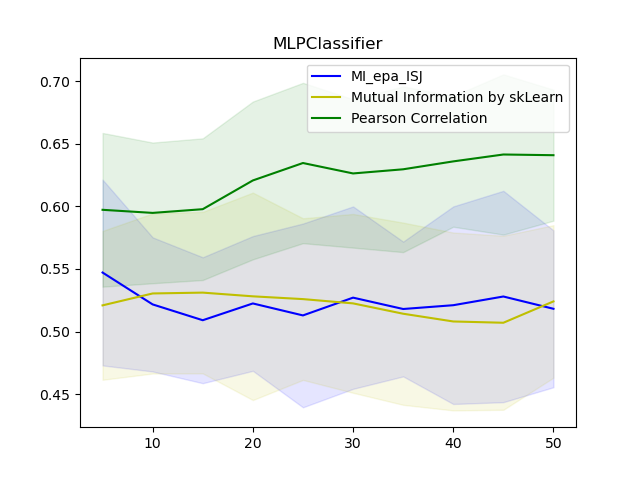 MLPClassifier
MI_epa_ISJ
Mutual Information by skLearn
Pearson Correlation
0.70
0.65
0.60
0.55
0.50
0.45
10 20 30 40 50